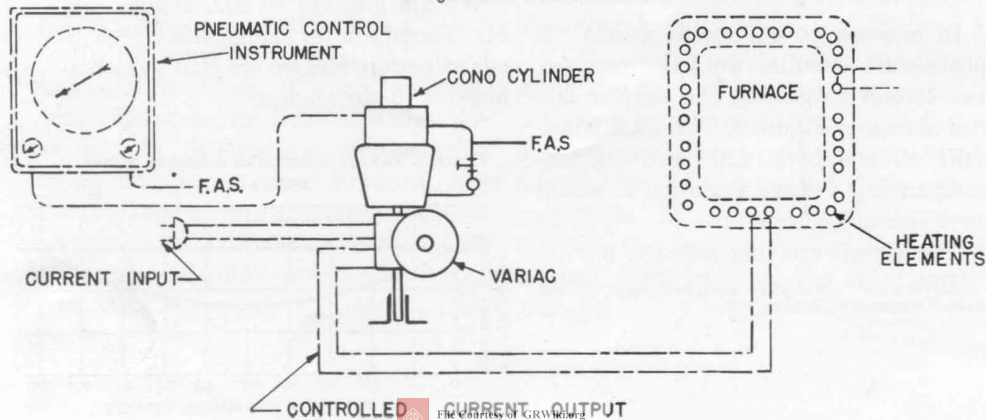 PNEUMATIC CONTROL
INSTRUMENT
CONO CYLINDER
FURNACE
F.A.S
F.A.S.
HEATING
ELEMENTS
CURRENT INPUT
VARIAC
CONTROLLED CURRENT OUTPUT
File Courtesy of GRWiki.org